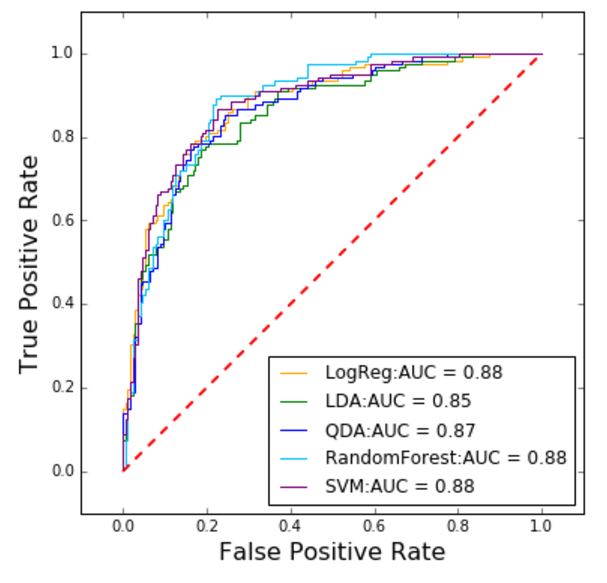 1.0
0.8
0.6
0.4
0.2
0.0
True Positive Rate
LogReg:AUC = 0.88
LDA:AUC = 0.85
QDA:AUC = 0.87
RandomForest:AUC = 0.88
SVM:AUC = 0.88
0.0 0.2 0.4 0.6 0.8 1.0
False Positive Rate